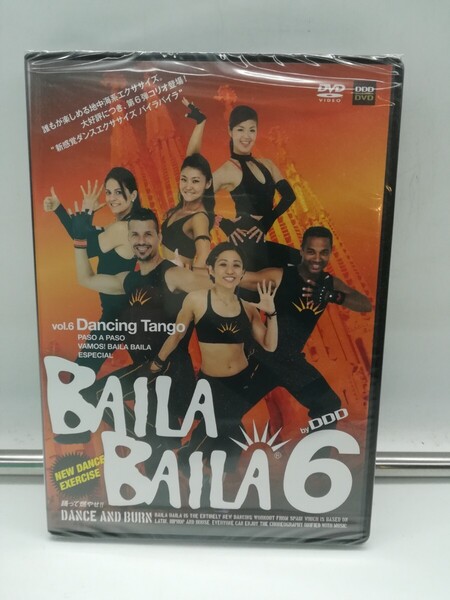 誰もが楽しめる地中海系エクササイズ。
大好評につき、第6弾コリオ登場！
"新感覚ダンスエクササイズ バイラバイラ"
DVD
VIDEO
DDD
DVD
vol.6 Dancing Tango
PASO A PASO
VAMOS! BAILA BAILA
ESPECIAL
BAILA
BAILA® 6
by DDD
NEW DANCE
EXERCISE
踊って燃やせ!!
DANCE AND BURN
BAILA BAILA IS THE ENTIRELY NEW DANCING WORKOUT FROM SPAIN WHICH IS BASED ON
LATIN, HIPHOP AND HOUSE. EVERYONE CAN ENJOY THE CHOREOGRAPHY UNIFIED WITH MUSIC.